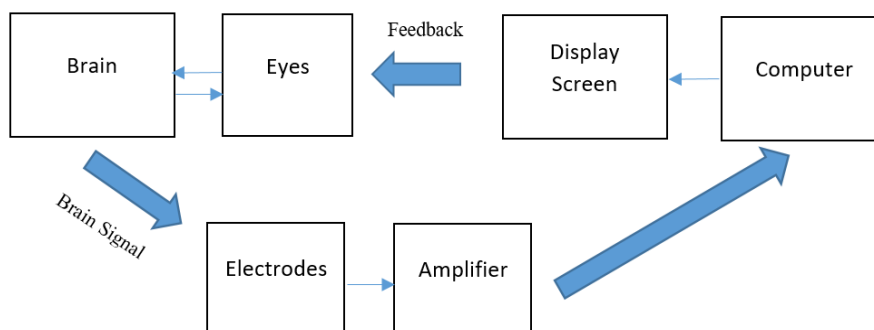 Feedback
Brain
Eyes
Display
Screen
Computer
Brain Signal
Electrodes
Amplifier